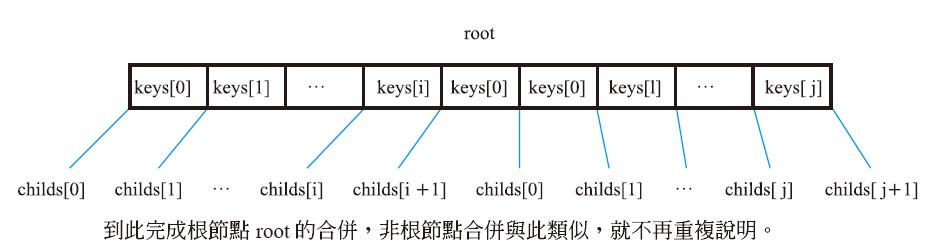 root
keys[0] keys[1] ··· keys[i] keys[0] keys[0] keys[l] ··· keys[ j]
childs[0] childs[1] ··· childs[i] childs[i +1] childs[0] childs[1] ··· childs[ j] childs[ j+1]
到此完成根節點 root 的合併，非根節點合併與此類似，就不再重複說明。